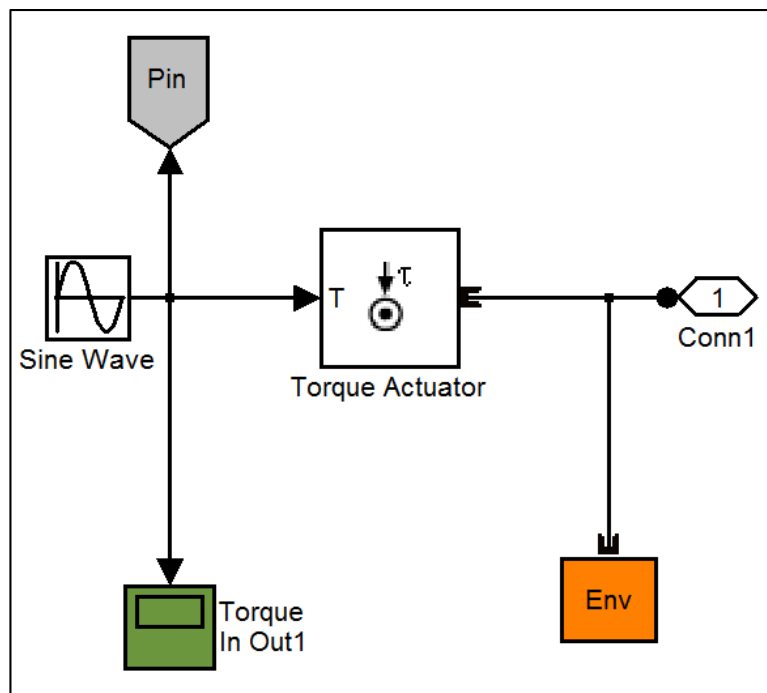 Pin
Sine Wave
T
τ
Torque Actuator
1
Conn1
Torque
In Out1
Env